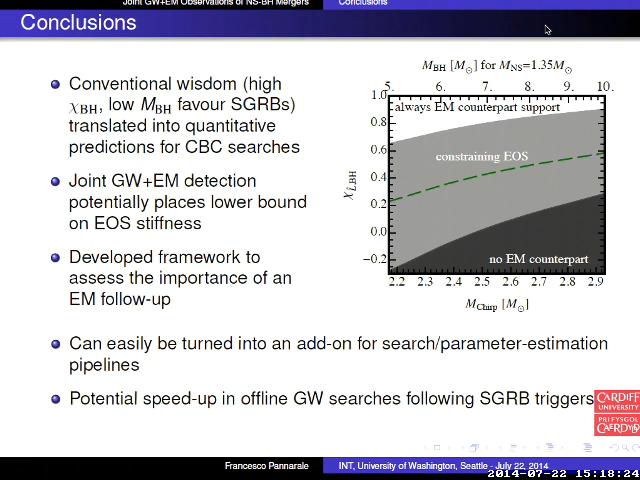 Joint GW+EM Observations of NS-BH Mergers Conclusions
Conclusions
Conventional wisdom (high
χBH, low MBH favour SGRBs)
translated into quantitative
predictions for CBC searches
Joint GW+EM detection
potentially places lower bound
on EOS stiffness
Developed framework to
assess the importance of an
EM follow-up
MBH [M⊙] for MNS=1.35M⊙
5. 6. 7. 8. 9. 10.
1.0
0.8
0.6
0.4
0.2
0.0
−0.2
χL̂,BH
always EM counterpart support
constraining EOS
no EM counterpart
2.2 2.3 2.4 2.5 2.6 2.7 2.8 2.9
MChirp [M⊙]
Can easily be turned into an add-on for search/parameter-estimation
pipelines
Potential speed-up in offline GW searches following SGRB triggers
CARDIFF
UNIVERSITY
PRIFYSGOL
CAERDYD
Francesco Pannarale INT, University of Washington, Seattle - July 22, 2014
2014-07-22 15:18:24